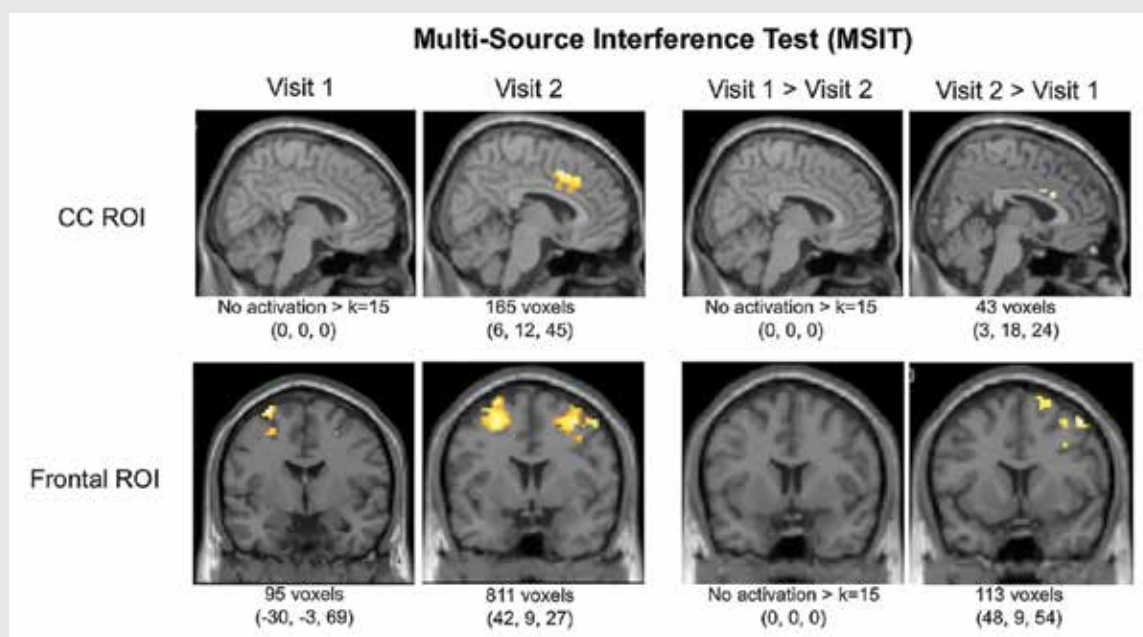 Multi-Source Interference Test (MSIT)
Visit 1 Visit 2 Visit 1 > Visit 2 Visit 2 > Visit 1
CC ROI
No activation > k=15 165 voxels No activation > k=15 43 voxels
(0, 0, 0) (6, 12, 45) (0, 0, 0) (3, 18, 24)
Frontal ROI
95 voxels 811 voxels No activation > k=15 113 voxels
(-30, -3, 69) (42, 9, 27) (0, 0, 0) (48, 9, 54)